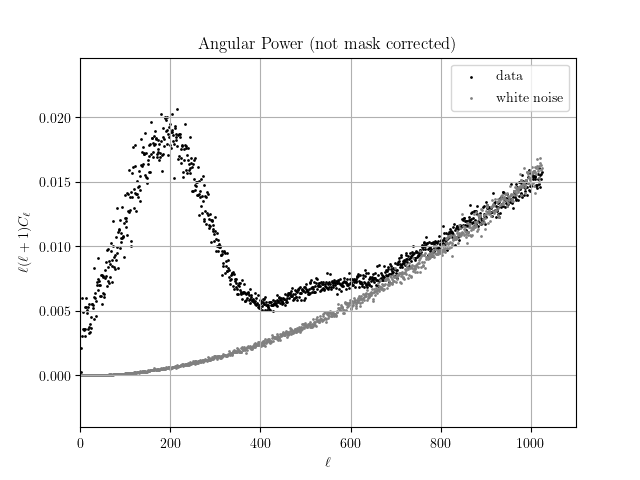 Angular Power (not mask corrected)
data
white noise
0.020
0.015
0.010
0.005
0.000
ℓ(ℓ + 1)Cℓ
0 200 400 600 800 1000
ℓ